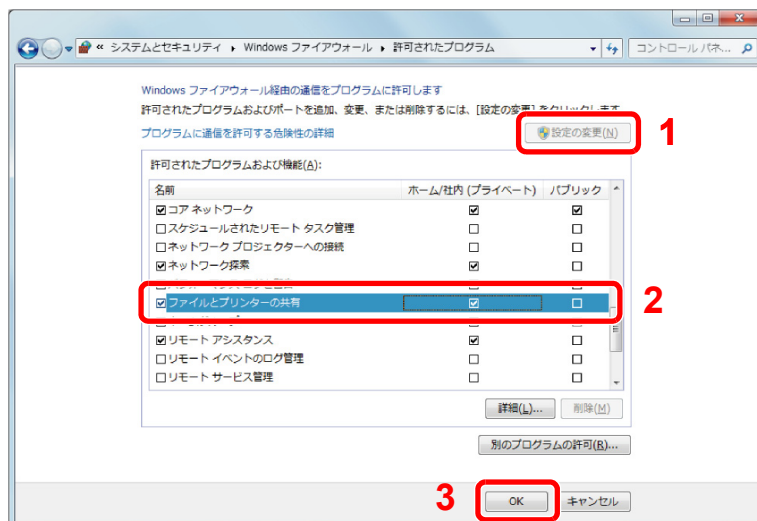 « システムとセキュリティ ▸ Windows ファイアウォール ▸ 許可されたプログラム
コントロール パネ...
Windows ファイアウォール経由の通信をプログラムに許可します
許可されたプログラムおよびポートを追加、変更、または削除するには、[設定の変更] をクリックします
プログラムに通信を許可する危険性の詳細
設定の変更(N)
1
許可されたプログラムおよび機能(A):
名前 ホーム/社内 (プライベート) パブリック
コア ネットワーク
スケジュールされたリモート タスク管理
ネットワーク プロジェクターへの接続
ネットワーク探索
ファイルとプリンターの共有
2
リモート アシスタンス
リモート イベントのログ管理
リモート サービス管理
詳細(L)... 削除(M)
別のプログラムの許可(R)...
3
OK キャンセル